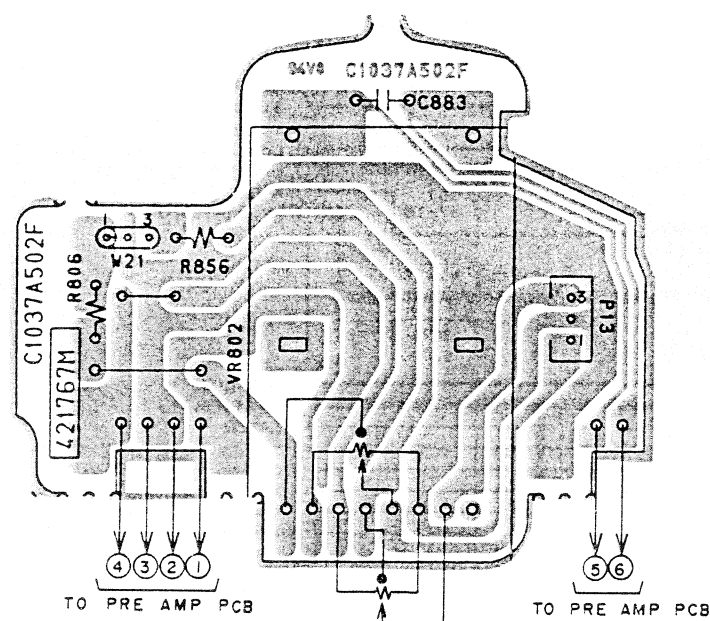 94V0 C1037A502F
C883
C1037A502F
1 3
W21
R856
R806
VR802
421767M
3
P13
1
4 3 2 1
TO PRE AMP PCB
5 6
TO PRE AMP PCB